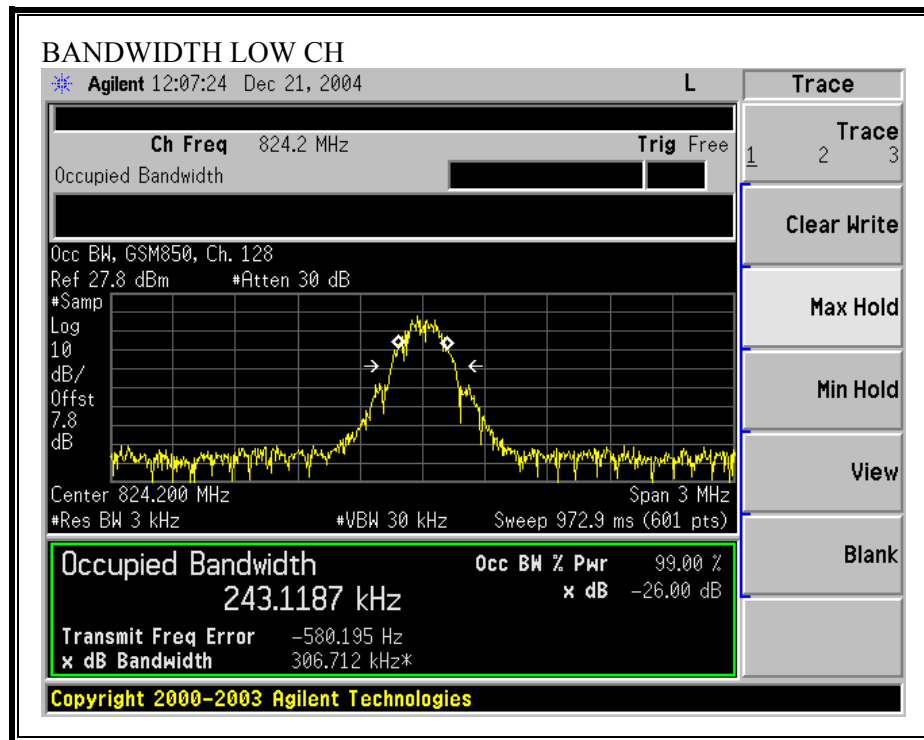 BANDWIDTH LOW CH
Agilent 12:07:24 Dec 21, 2004 L Trace
Ch Freq 824.2 MHz Trig Free
Occupied Bandwidth
Trace
1 2 3
Clear Write
Occ BW, GSM850, Ch. 128
Ref 27.8 dBm #Atten 30 dB
#Samp
Log
10
dB/
Offst
7.8
dB
Max Hold
Min Hold
View
Center 824.200 MHz Span 3 MHz
#Res BW 3 kHz #VBW 30 kHz Sweep 972.9 ms (601 pts)
Blank
Occupied Bandwidth Occ BW % Pwr 99.00 %
243.1187 kHz x dB -26.00 dB
Transmit Freq Error -580.195 Hz
x dB Bandwidth 306.712 kHz*
Copyright 2000-2003 Agilent Technologies